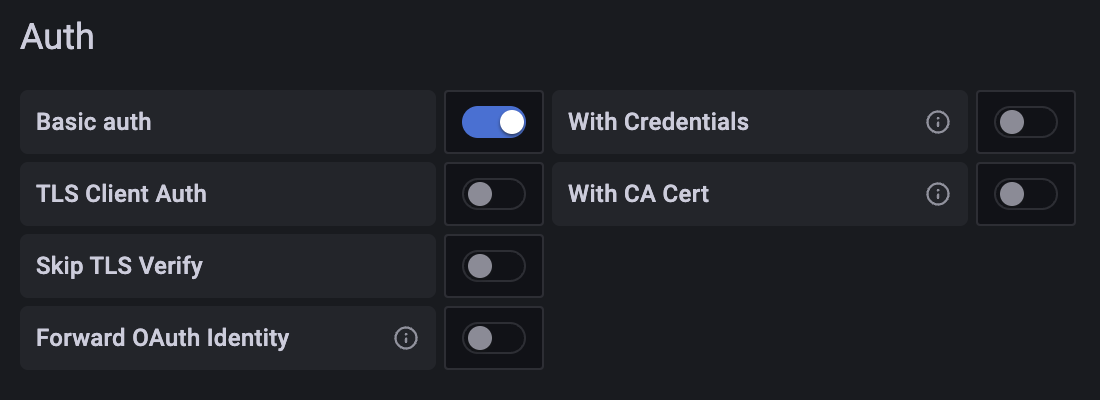 Auth
Basic auth
With Credentials
TLS Client Auth
With CA Cert
Skip TLS Verify
Forward OAuth Identity